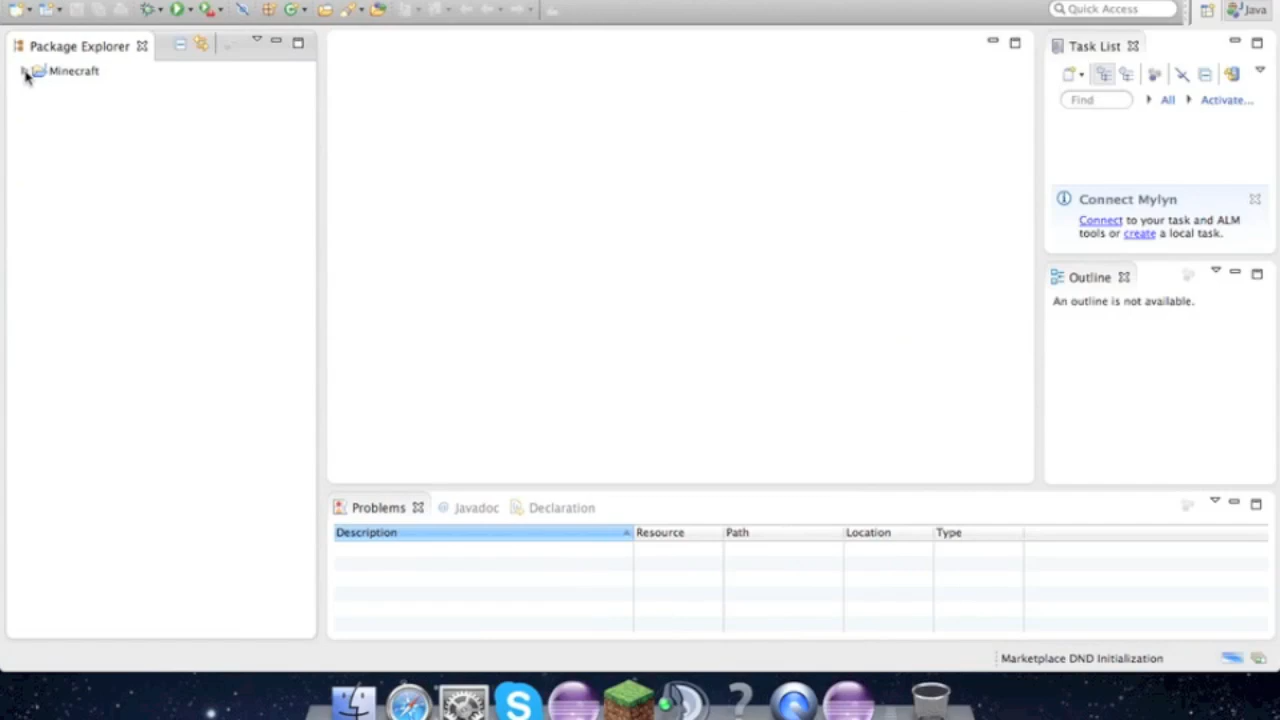 Quick Access
Java
Package Explorer
Minecraft
Task List
Find
All
Activate...
Connect Mylyn
Connect to your task and ALM
tools or create a local task.
Outline
An outline is not available.
Problems
Javadoc
Declaration
Description
Resource
Path
Location
Type
Marketplace DND Initialization